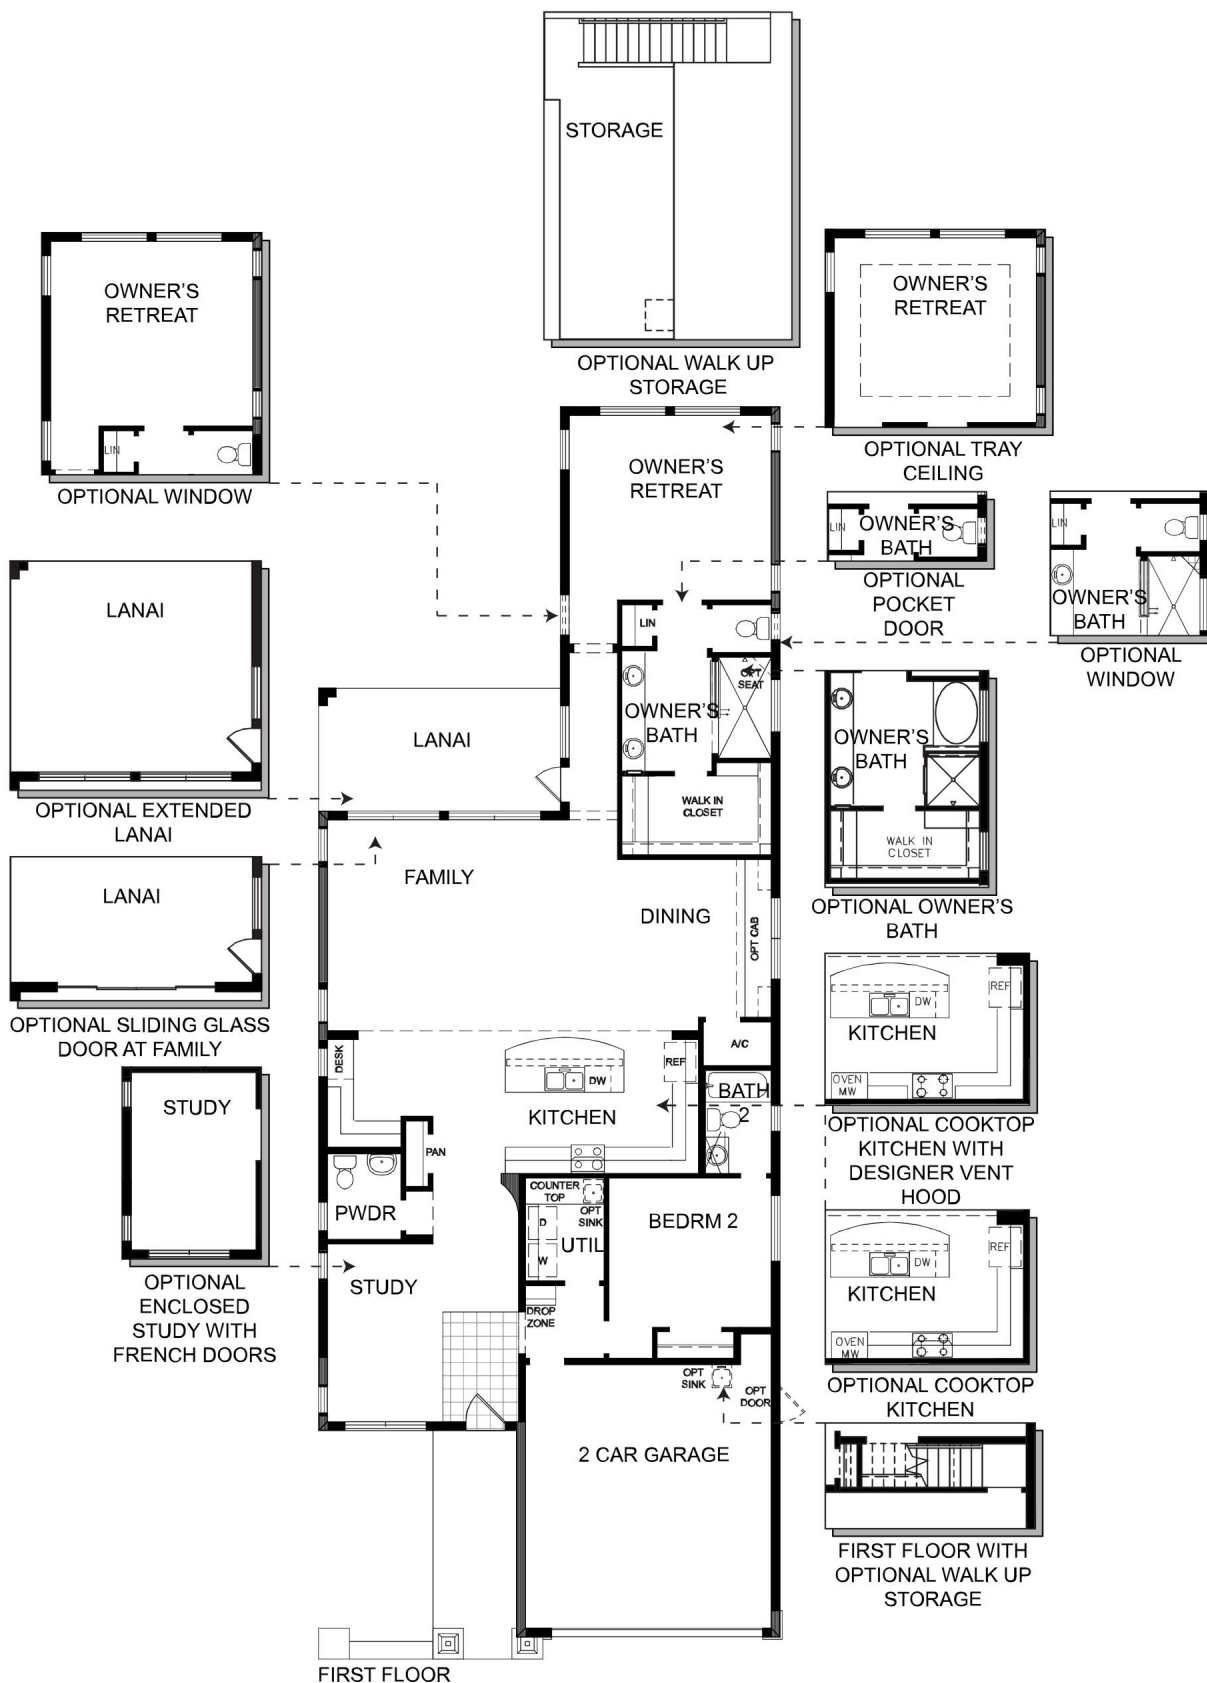 STORAGE
OPTIONAL WALK UP
STORAGE
OWNER'S
RETREAT
LIN
OPTIONAL WINDOW
OWNER'S
RETREAT
OPTIONAL TRAY
CEILING
OWNER'S
RETREAT
LIN
OWNER'S
BATH
OPTIONAL
POCKET
DOOR
LIN
OWNER'S
BATH
OPTIONAL
WINDOW
LANAI
OPTIONAL EXTENDED
LANAI
LIN
OPT
SEAT
OWNER'S
BATH
WALK IN
CLOSET
LANAI
OWNER'S
BATH
WALK IN
CLOSET
OPTIONAL OWNER'S
BATH
LANAI
OPTIONAL SLIDING GLASS
DOOR AT FAMILY
FAMILY
DINING
OPT CAB
A/C
REF
DW
KITCHEN
OVEN
MW
OPTIONAL COOKTOP
KITCHEN WITH
DESIGNER VENT
HOOD
STUDY
OPTIONAL
ENCLOSED
STUDY WITH
FRENCH DOORS
DESK
REF
DW
KITCHEN
BATH
2
PAN
PWDR
COUNTER
TOP
OPT
SINK
D
W
UTIL
BEDRM 2
STUDY
DROP
ZONE
REF
DW
KITCHEN
OVEN
MW
OPTIONAL COOKTOP
KITCHEN
OPT
SINK
OPT
DOOR
2 CAR GARAGE
FIRST FLOOR WITH
OPTIONAL WALK UP
STORAGE
FIRST FLOOR